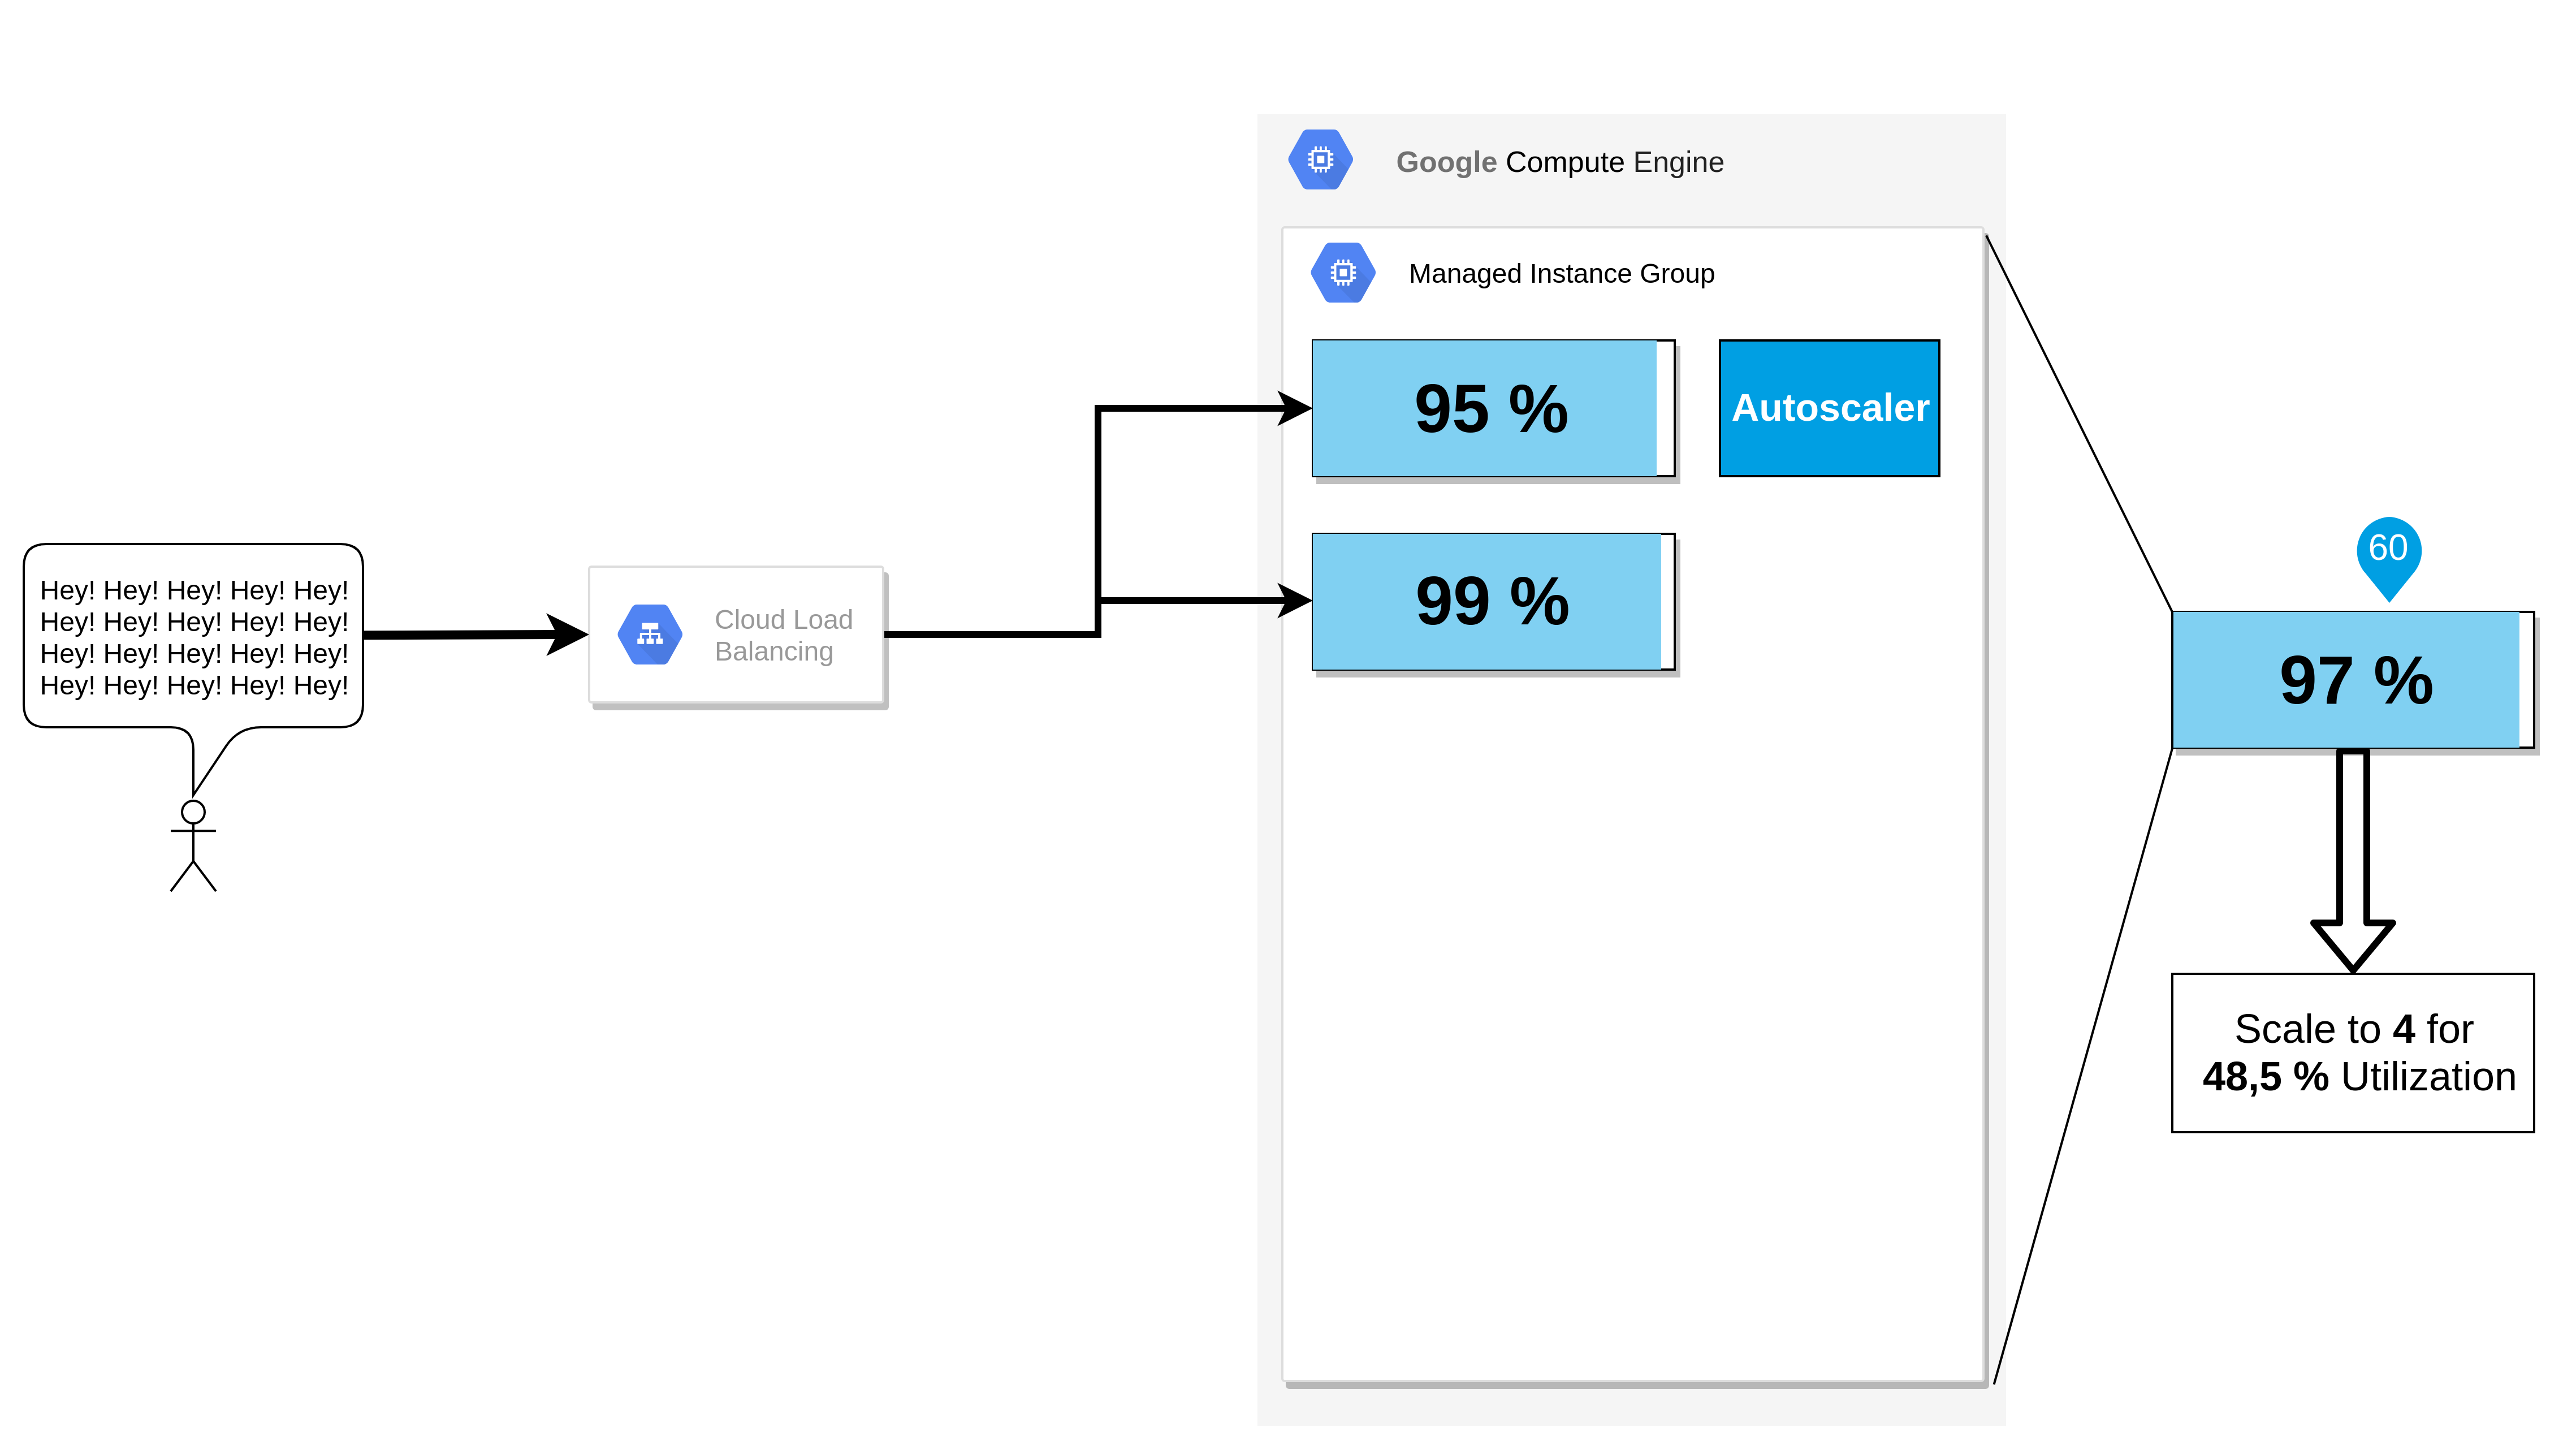 Google Compute Engine
Managed Instance Group
95 %
Autoscaler
Hey! Hey! Hey! Hey! Hey!
Hey! Hey! Hey! Hey! Hey!
Hey! Hey! Hey! Hey! Hey!
Hey! Hey! Hey! Hey! Hey!
Cloud Load
Balancing
99 %
60
97 %
Scale to 4 for
48,5 % Utilization